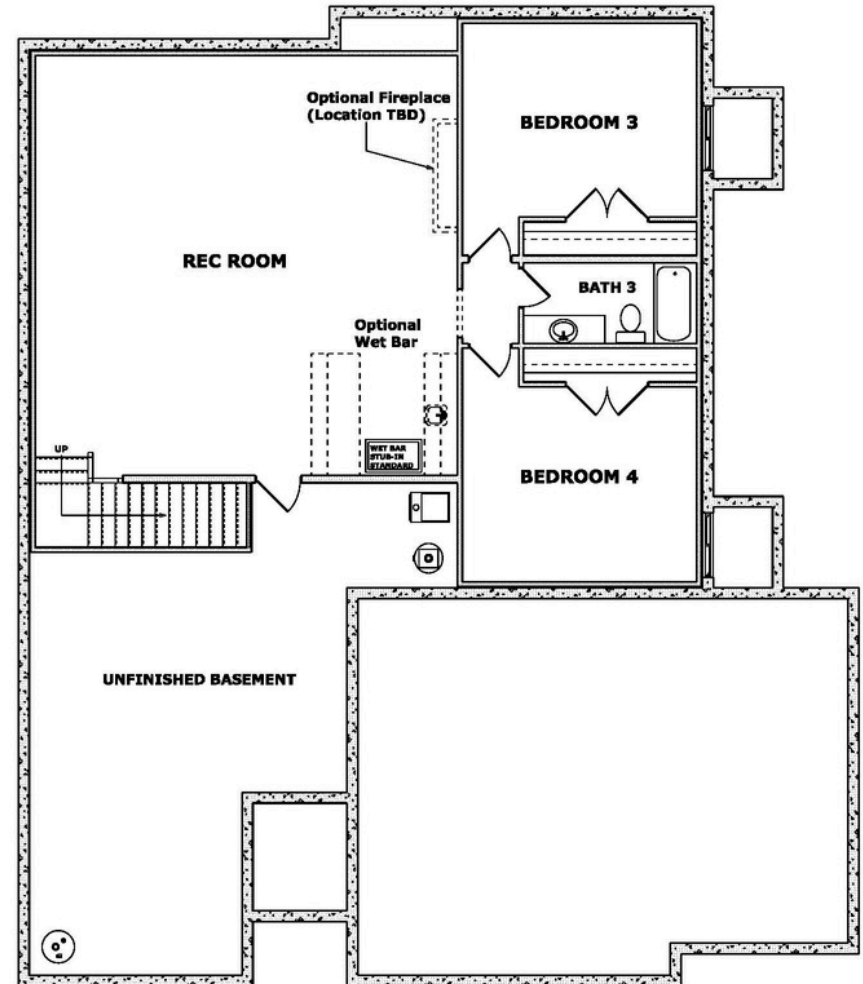 Optional Fireplace
(Location TBD)
BEDROOM 3
REC ROOM
BATH 3
Optional
Wet Bar
UP
WET BAR
STUB-IN
STANDARD
BEDROOM 4
UNFINISHED BASEMENT